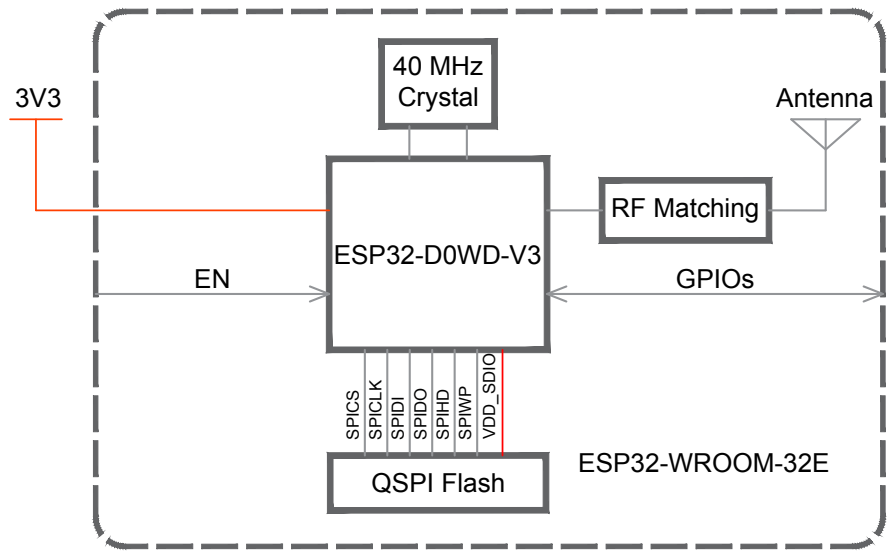 40 MHz
Crystal
3V3
Antenna
RF Matching
ESP32-D0WD-V3
EN
GPIOs
SPICS
SPICLK
SPIDI
SPIDO
SPIHD
SPIWP
VDD_SDIO
ESP32-WROOM-32E
QSPI Flash